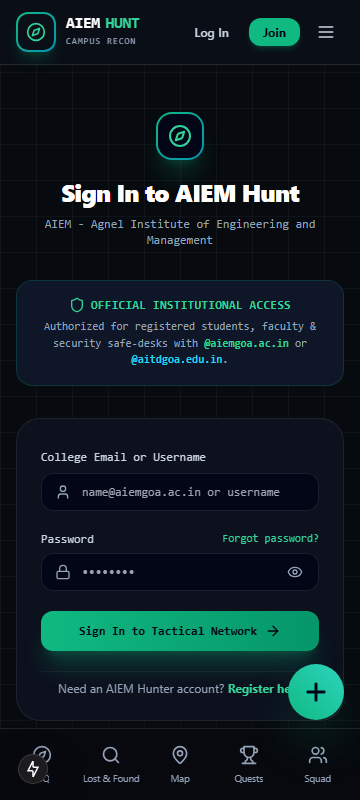 AIEM HUNT
CAMPUS RECON
Log In
Join
Sign In to AIEM Hunt
AIEM - Agnel Institute of Engineering and
Management
OFFICIAL INSTITUTIONAL ACCESS
Authorized for registered students, faculty &
security safe-desks with @aiemgoa.ac.in or
@aitdgoa.edu.in.
College Email or Username
name@aiemgoa.ac.in or username
Password
Forgot password?
••••••••
Sign In to Tactical Network →
Need an AIEM Hunter account? Register
Lost & Found
Map
Quests
Squad